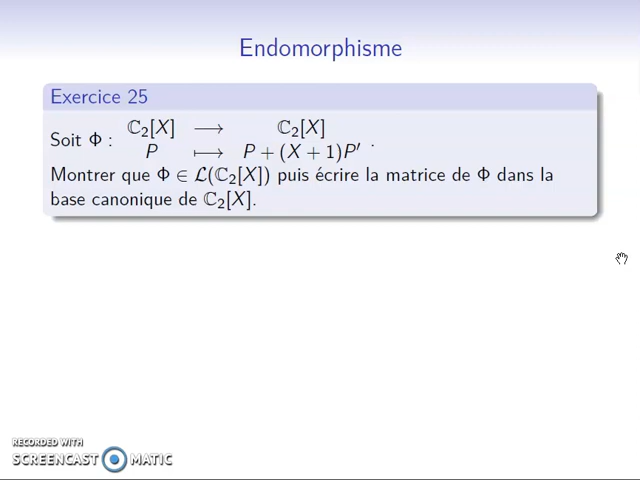 Endomorphisme
Exercice 25
ℂ₂[X] ⟶ ℂ₂[X]
Soit Φ : .
P ⟼ P + (X + 1)P′
Montrer que Φ ∈ 𝓛(ℂ₂[X]) puis écrire la matrice de Φ dans la
base canonique de ℂ₂[X].
RECORDED WITH
SCREENCAST MATIC